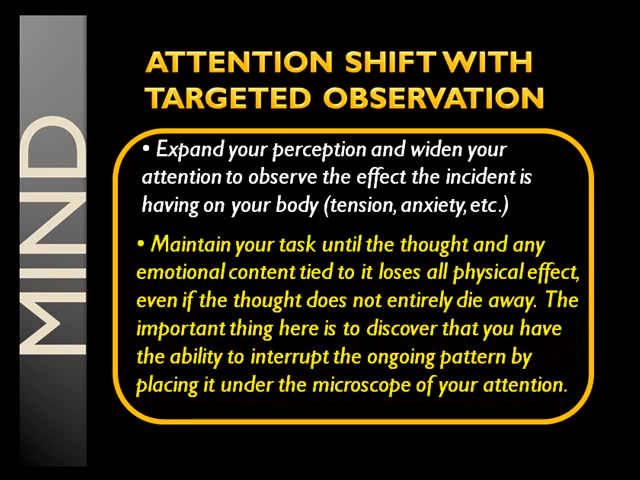 MIND
ATTENTION SHIFT WITH
TARGETED OBSERVATION
• Expand your perception and widen your
attention to observe the effect the incident is
having on your body (tension, anxiety, etc.)
• Maintain your task until the thought and any
emotional content tied to it loses all physical effect,
even if the thought does not entirely die away. The
important thing here is to discover that you have
the ability to interrupt the ongoing pattern by
placing it under the microscope of your attention.